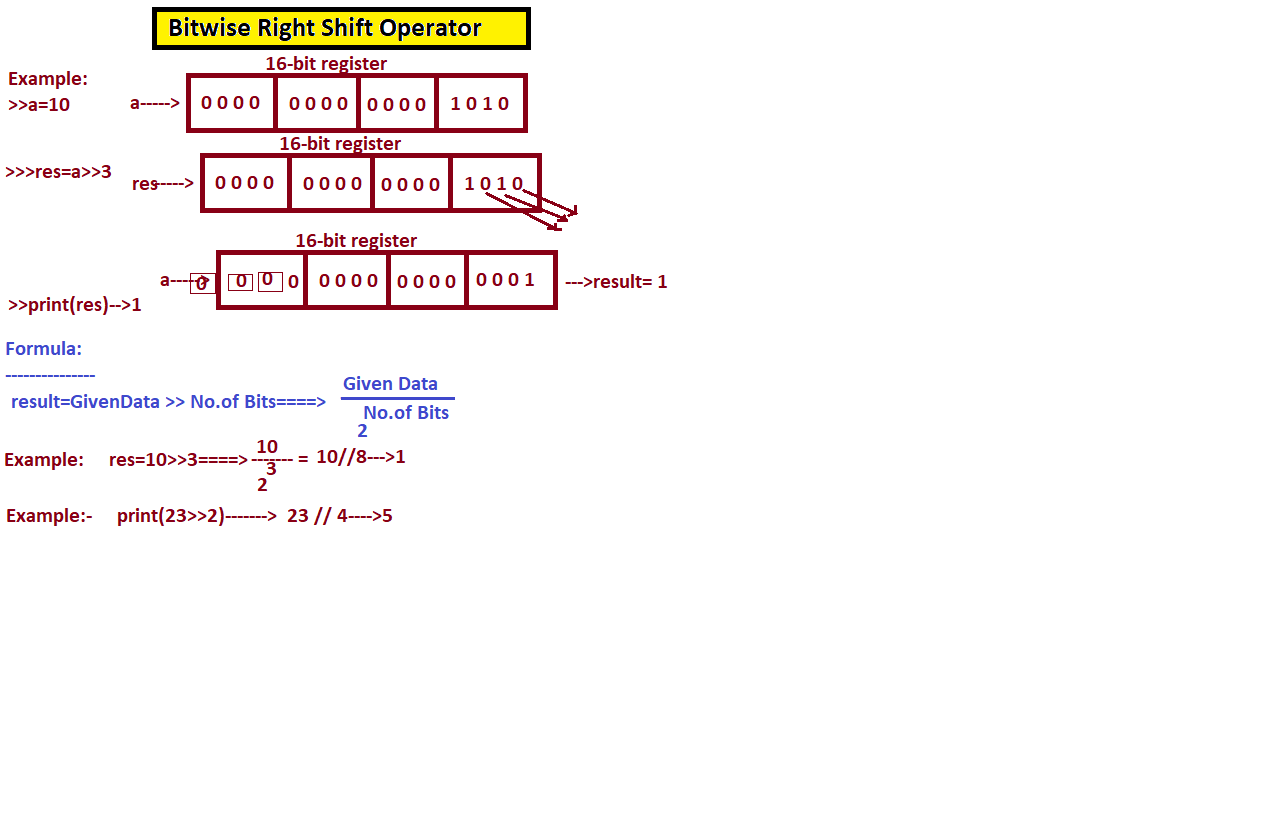 Bitwise Right Shift Operator
16-bit register
Example:
>>a=10
a-----> 0 0 0 0 0 0 0 0 0 0 0 0 1 0 1 0
16-bit register
>>>res=a>>3
res-----> 0 0 0 0 0 0 0 0 0 0 0 0 1 0 1 0
16-bit register
a-----> 0 0 0 0 0 0 0 0 0 0 0 0 0 0 0 0 1 --->result= 1
>>print(res)-->1
Formula:
---------------
result=GivenData >> No.of Bits====>
Given Data
No.of Bits
2
Example: res=10>>3====>
10
-------
3
2
= 10//8--->1
Example:- print(23>>2)-------> 23 // 4---->5